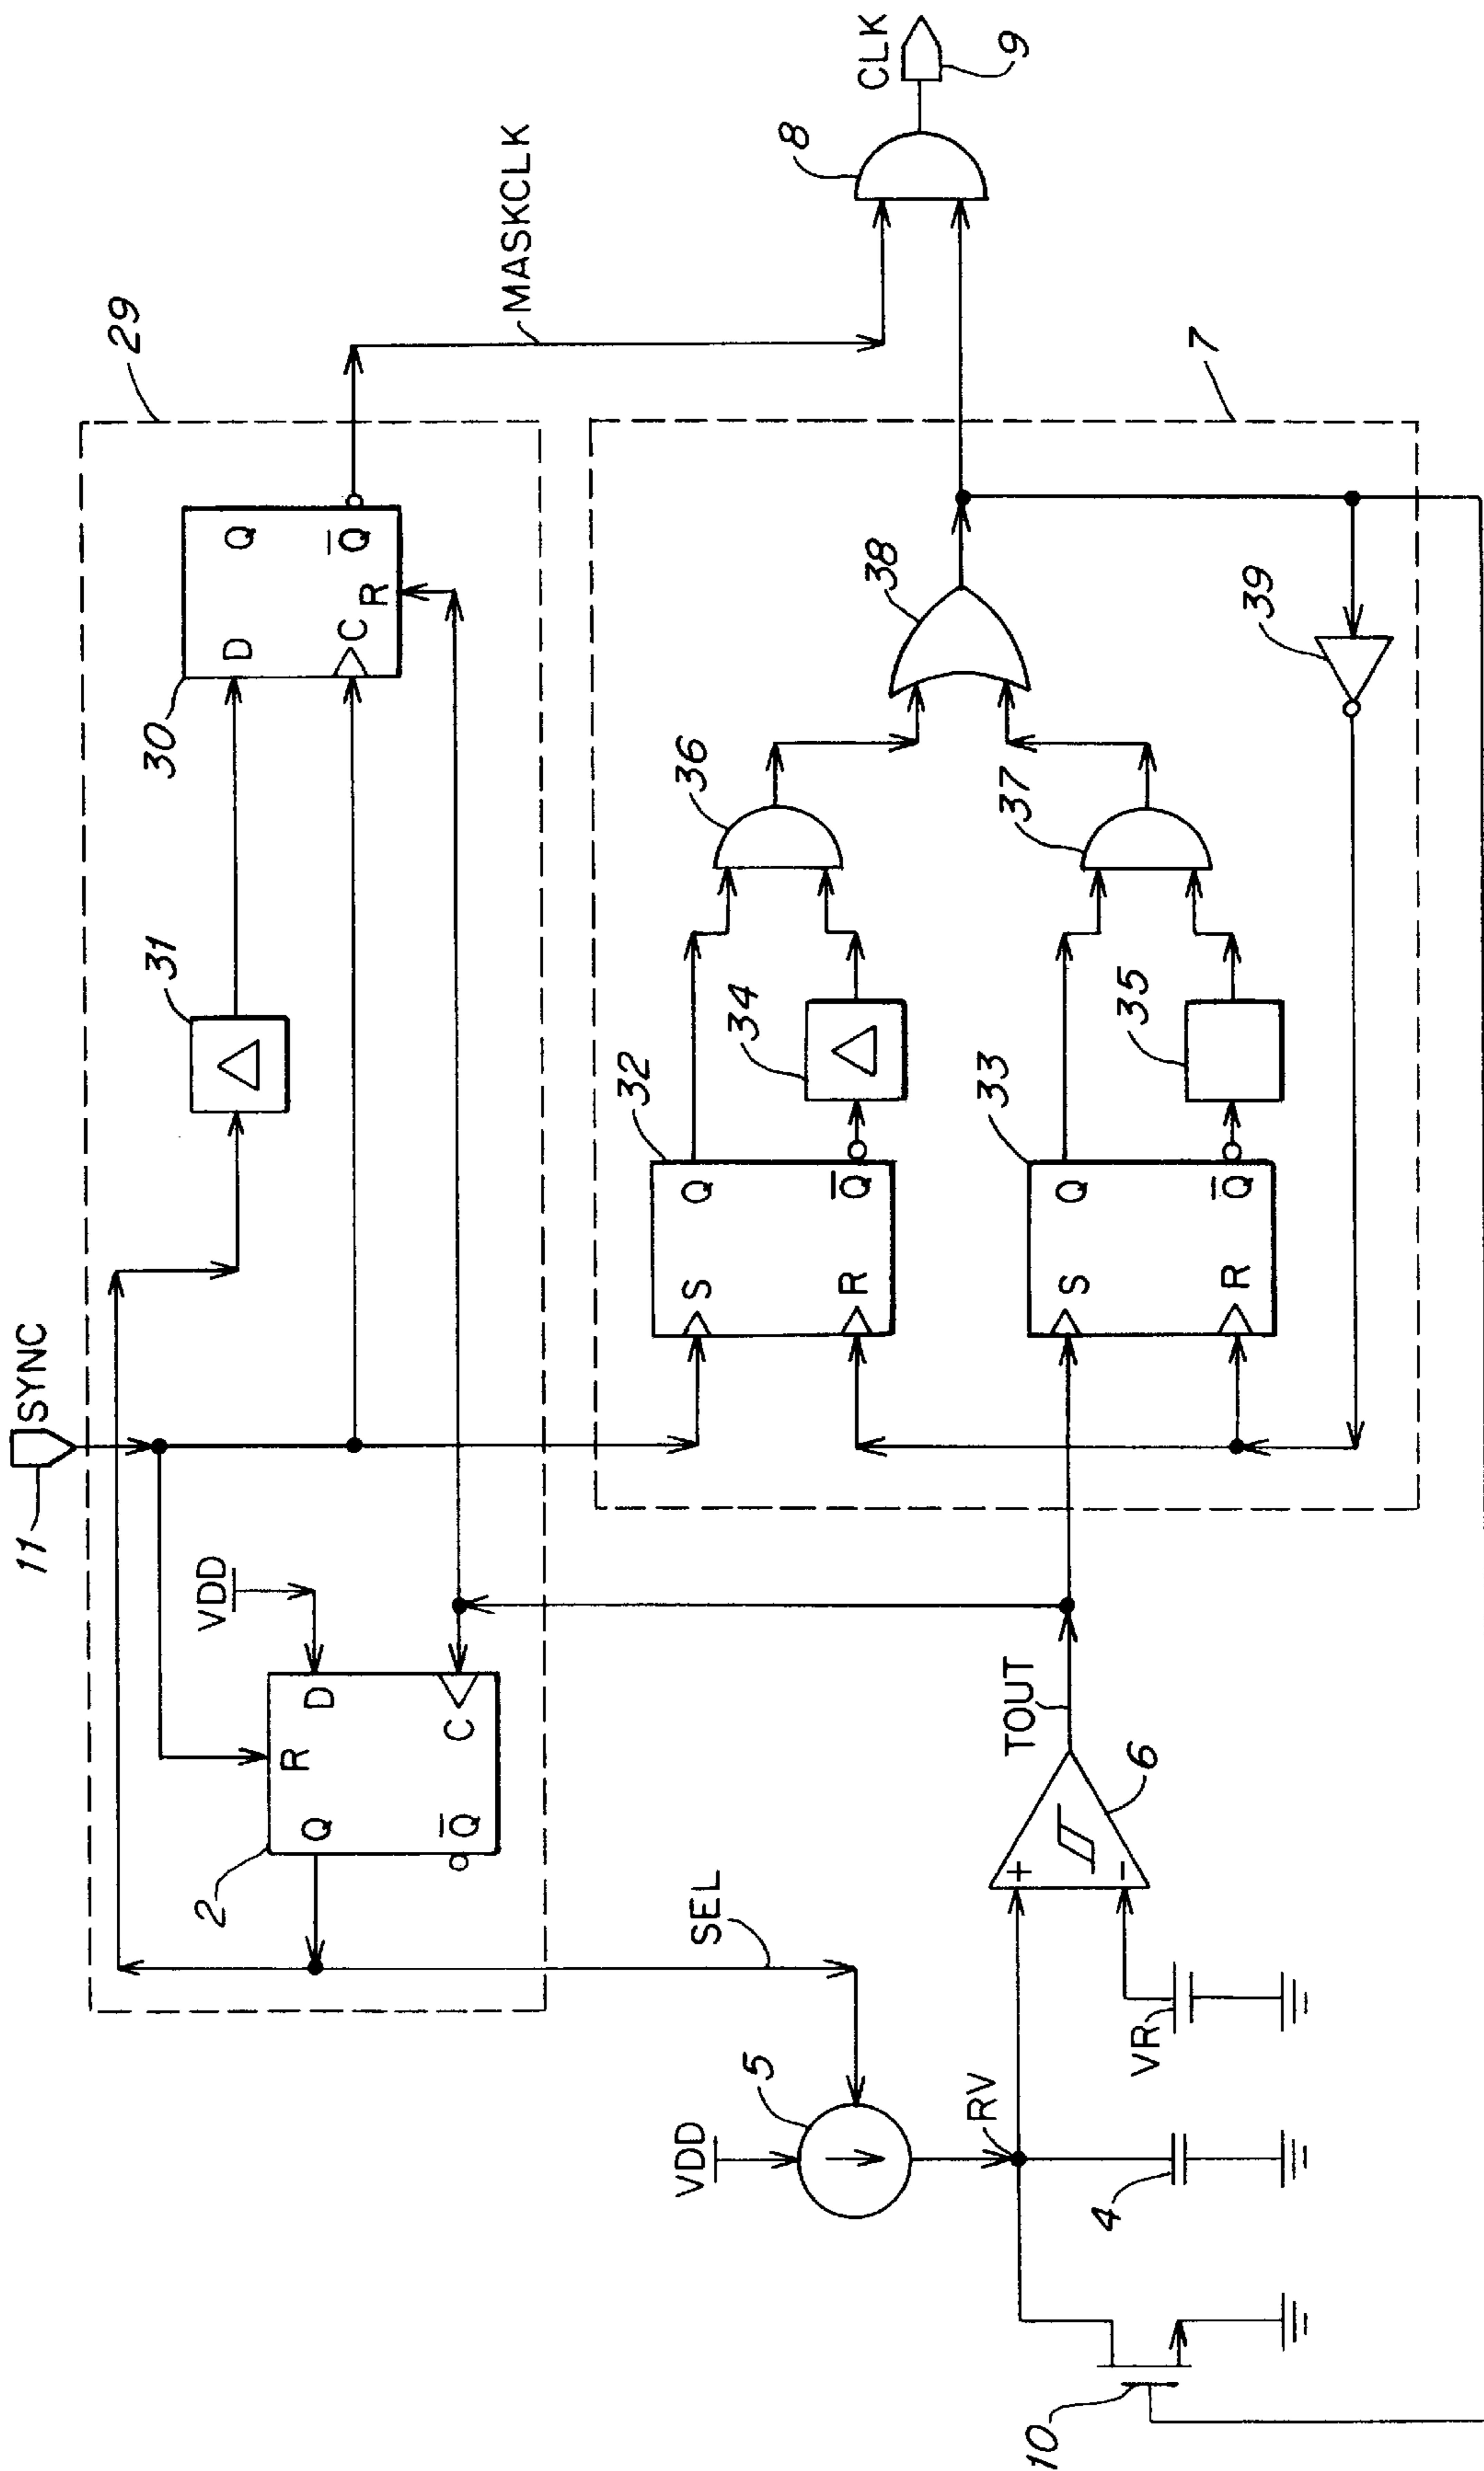 11
SYNC
29
30
D
Q
C
Q̅
R
31
VDD
2
R
D
Q
C
Q̅
MASKCLK
CLK
9
8
7
SEL
32
S
Q
R
Q̅
34
36
38
33
S
Q
R
Q̅
35
37
39
VDD
5
RV
TOUT
+
-
6
VR
4
10